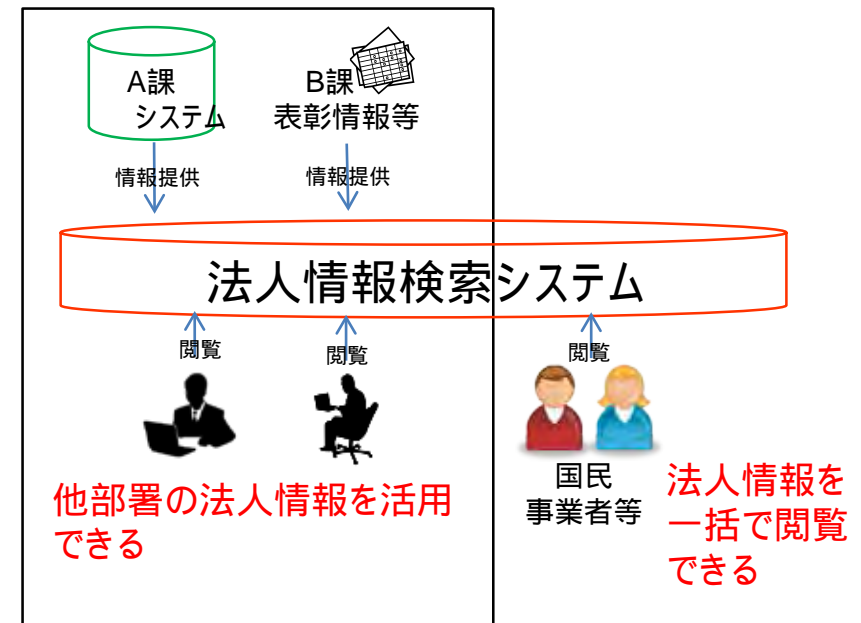 A課
システム
B課
表彰情報等
情報提供
情報提供
法人情報検索システム
閲覧
閲覧
閲覧
他部署の法人情報を活用
できる
国民
事業者等
法人情報を
一括で閲覧
できる